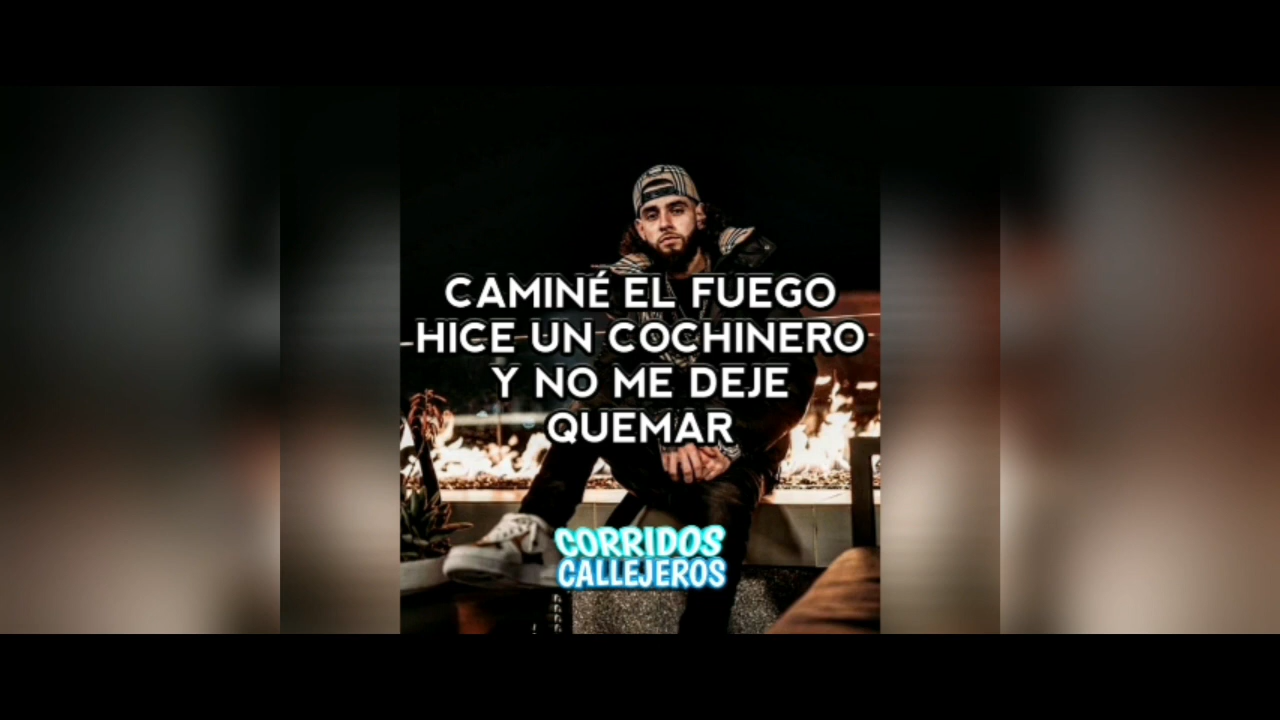 CAMINÉ EL FUEGO
HICE UN COCHINERO
Y NO ME DEJE
QUEMAR
CORRIDOS
CALLEJEROS